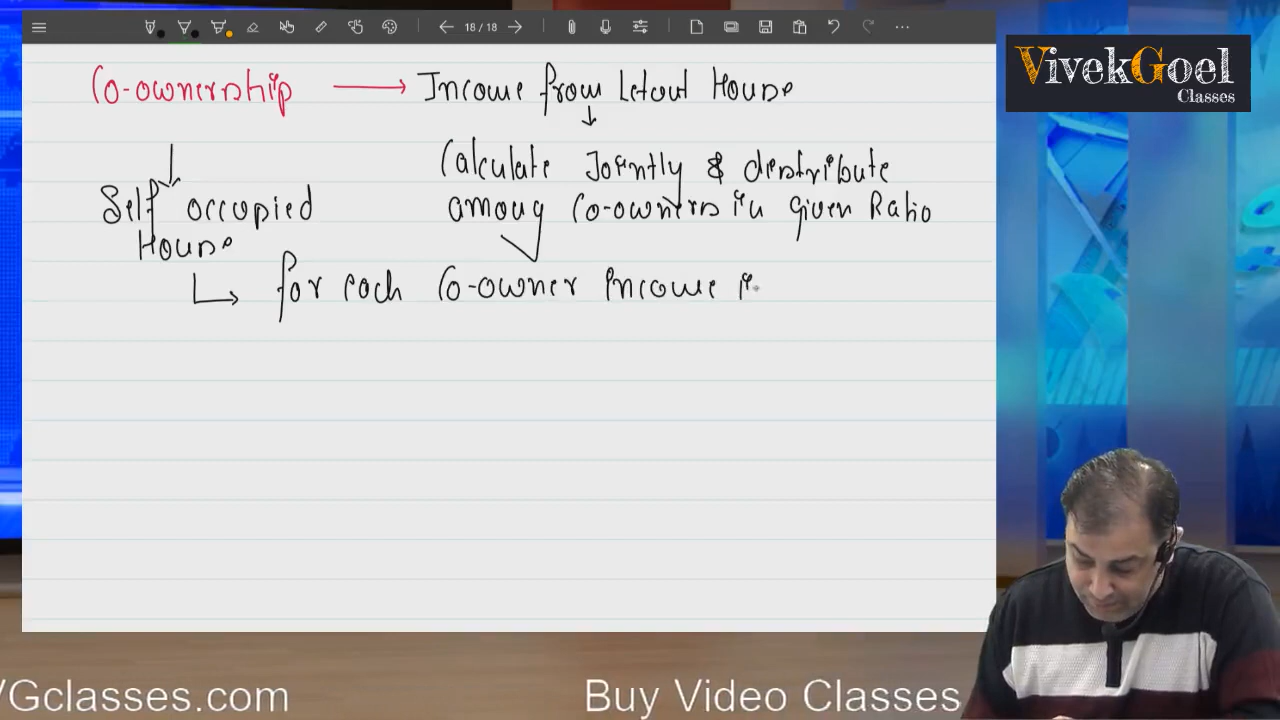 18 / 18
VivekGoel
Classes
Co-ownership → Income from Letout House
Calculate Jointly & distribute
among Co-owners in given Ratio
Self occupied
House
for each Co-owner Income i
VGclasses.com
Buy Video Classes